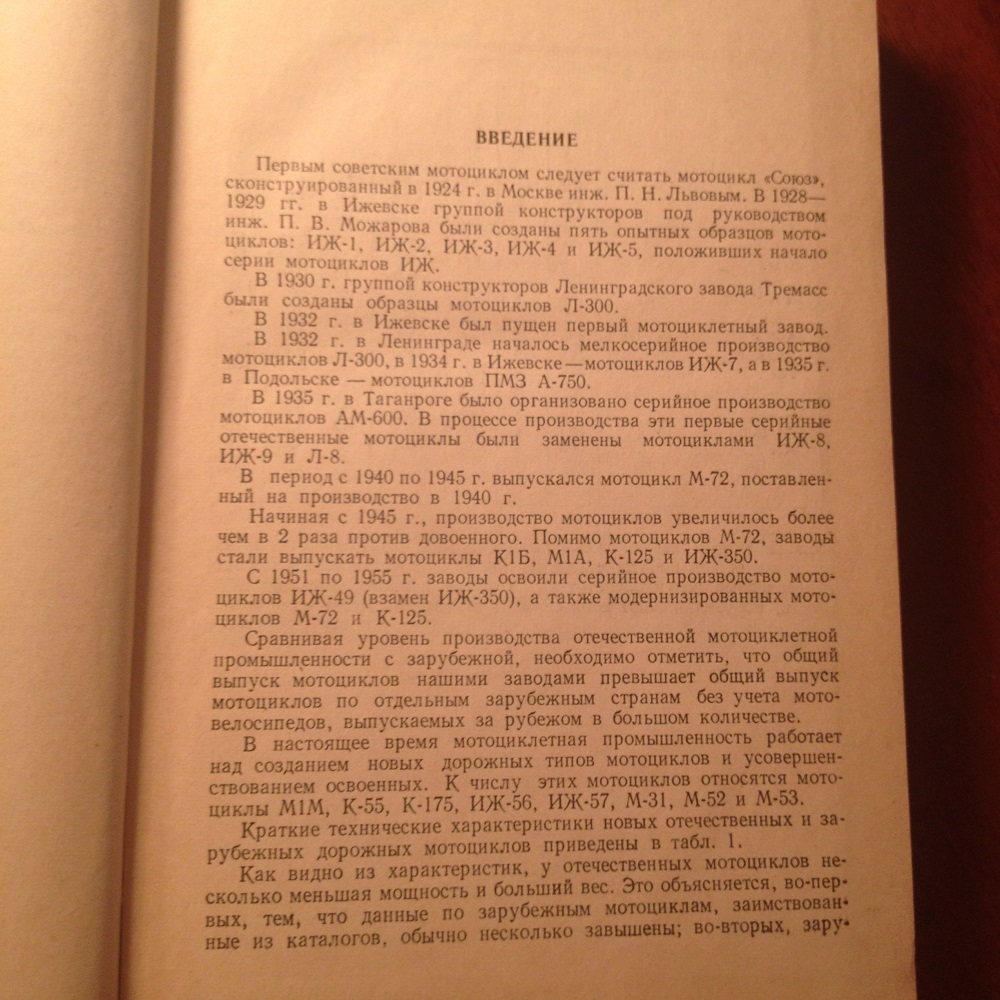 ВВЕДЕНИЕ
Первым советским мотоциклом следует считать мотоцикл «Союз»,
сконструированный в 1924 г. в Москве инж. П. Н. Львовым. В 1928—
1929 гг. в Ижевске группой конструкторов под руководством
инж. П. В. Можарова были созданы пять опытных образцов мото-
циклов: ИЖ-1, ИЖ-2, ИЖ-3, ИЖ-4 и ИЖ-5, положивших начало
серии мотоциклов ИЖ.
В 1930 г. группой конструкторов Ленинградского завода Тремасс
были созданы образцы мотоциклов Л-300.
В 1932 г. в Ижевске был пущен первый мотоциклетный завод.
В 1932 г. в Ленинграде началось мелкосерийное производство
мотоциклов Л-300, в 1934 г. в Ижевске — мотоциклов ИЖ-7, а в 1935 г.
в Подольске — мотоциклов ПМЗ А-750.
В 1935 г. в Таганроге было организовано серийное производство
мотоциклов АМ-600. В процессе производства эти первые серийные
отечественные мотоциклы были заменены мотоциклами ИЖ-8,
ИЖ-9 и Л-8.
В период с 1940 по 1945 г. выпускался мотоцикл М-72, поставлен-
ный на производство в 1940 г.
Начиная с 1945 г., производство мотоциклов увеличилось более
чем в 2 раза против довоенного. Помимо мотоциклов М-72, заводы
стали выпускать мотоциклы К1Б, М1А, К-125 и ИЖ-350.
С 1951 по 1955 г. заводы освоили серийное производство мото-
циклов ИЖ-49 (взамен ИЖ-350), а также модернизированных мото-
циклов М-72 и К-125.
Сравнивая уровень производства отечественной мотоциклетной
промышленности с зарубежной, необходимо отметить, что общий
выпуск мотоциклов нашими заводами превышает общий выпуск
мотоциклов по отдельным зарубежным странам без учета мото-
велосипедов, выпускаемых за рубежом в большом количестве.
В настоящее время мотоциклетная промышленность работает
над созданием новых дорожных типов мотоциклов и усовершен-
ствованием освоенных. К числу этих мотоциклов относятся мото-
циклы М1М, К-55, К-175, ИЖ-56, ИЖ-57, М-31, М-52 и М-53.
Краткие технические характеристики новых отечественных и за-
рубежных дорожных мотоциклов приведены в табл. 1.
Как видно из характеристик, у отечественных мотоциклов не-
сколько меньшая мощность и больший вес. Это объясняется, во-пер-
вых, тем, что данные по зарубежным мотоциклам, заимствован-
ные из каталогов, обычно несколько завышены; во-вторых, зару-